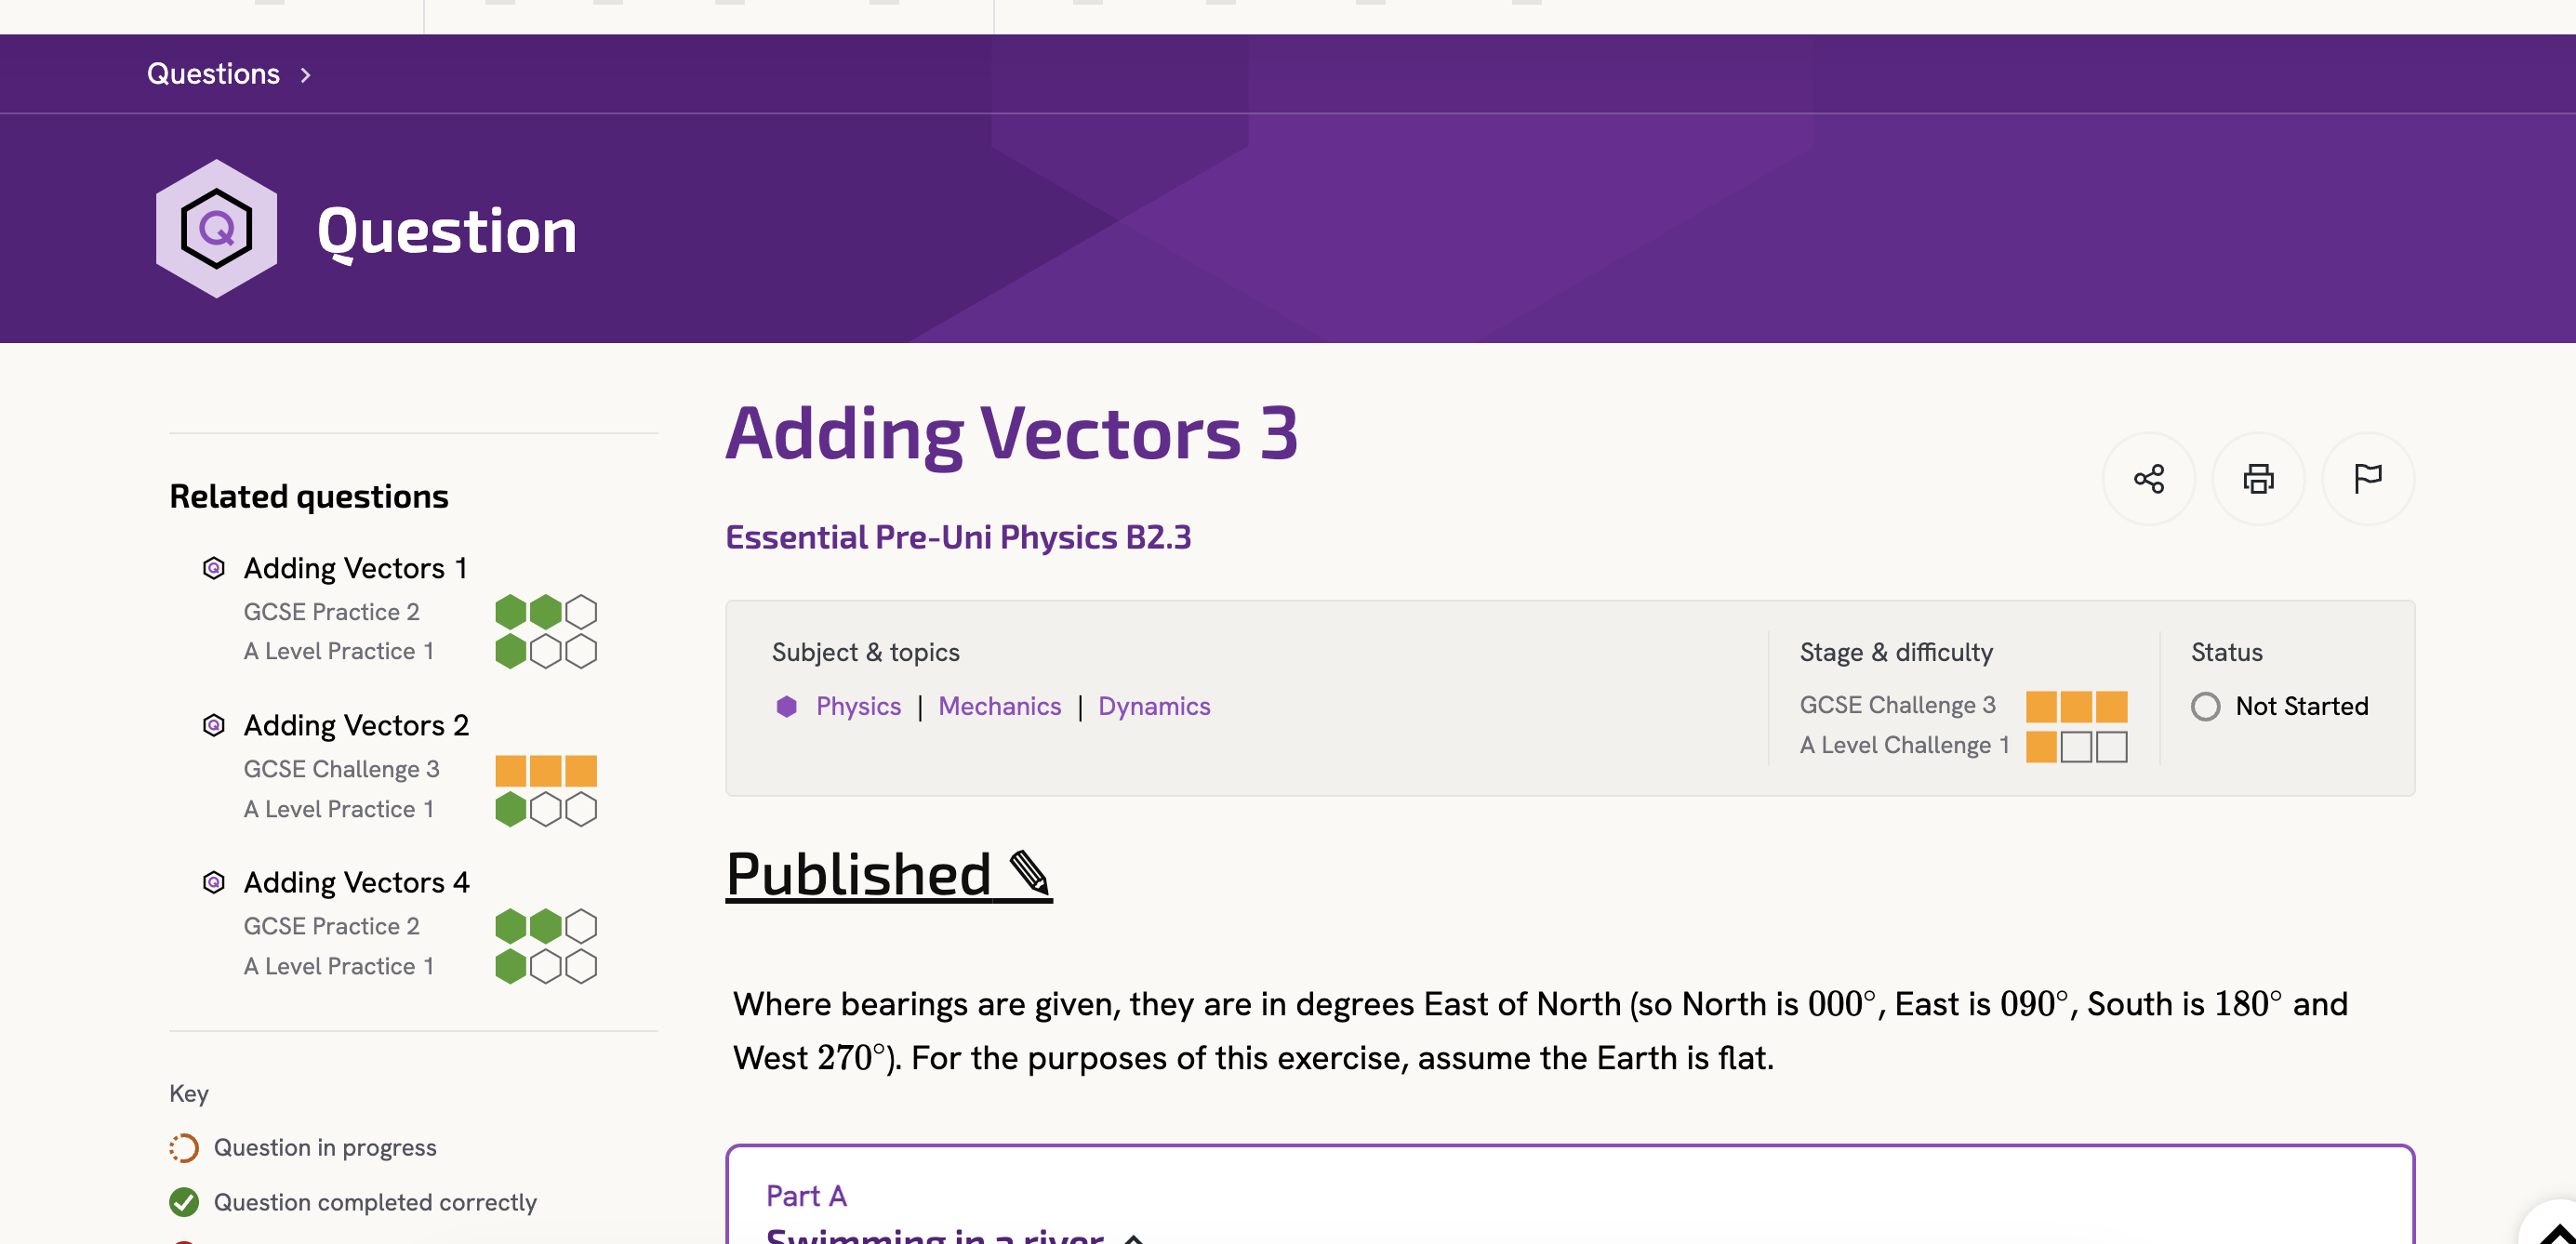 Questions
Question
Related questions
Adding Vectors 1
GCSE Practice 2
A Level Practice 1
Adding Vectors 2
GCSE Challenge 3
A Level Practice 1
Adding Vectors 4
GCSE Practice 2
A Level Practice 1
Key
Question in progress
Question completed correctly
Adding Vectors 3
Essential Pre-Uni Physics B2.3
Subject & topics
Physics | Mechanics | Dynamics
Stage & difficulty
GCSE Challenge 3
A Level Challenge 1
Status
Not Started
Published ✎
Where bearings are given, they are in degrees East of North (so North is 000°, East is 090°, South is 180° and
West 270°). For the purposes of this exercise, assume the Earth is flat.
Part A
Swimming in a river